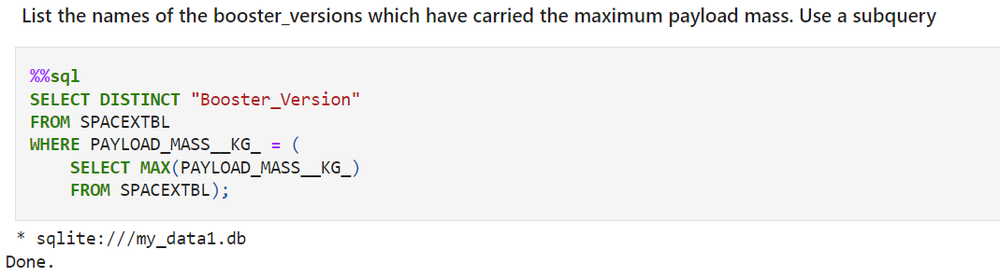 List the names of the booster_versions which have carried the maximum payload mass. Use a subquery
%%sql
SELECT DISTINCT "Booster_Version"
FROM SPACEXTBL
WHERE PAYLOAD_MASS__KG_ = (
    SELECT MAX(PAYLOAD_MASS__KG_)
    FROM SPACEXTBL);
* sqlite:///my_data1.db
Done.